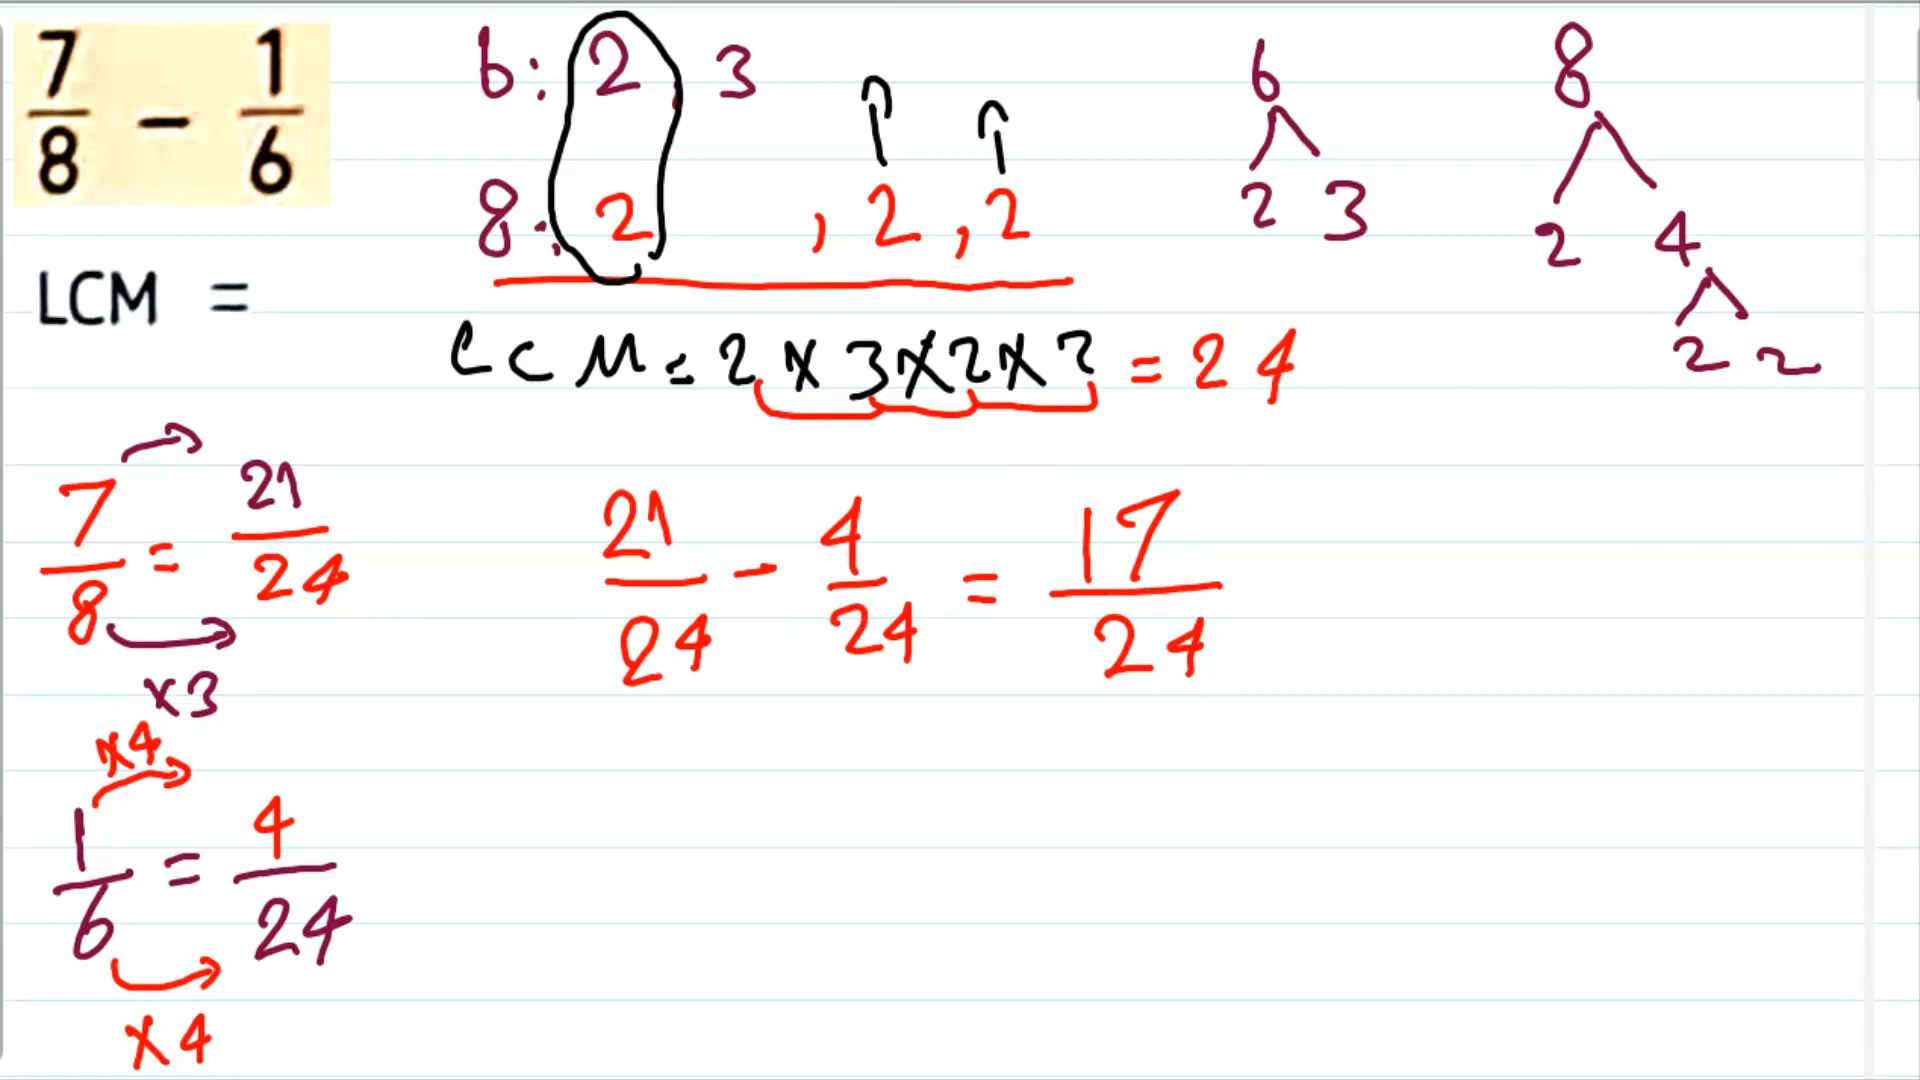 7/8 - 1/6
6: 2, 3
8: 2, 2, 2
6
2 3
8
2 4
2 2
LCM =
LCM = 2 x 3 x 2 x 2 = 24
7/8 = 21/24
x3
21/24 - 4/24 = 17/24
x4
1/6 = 4/24
x4